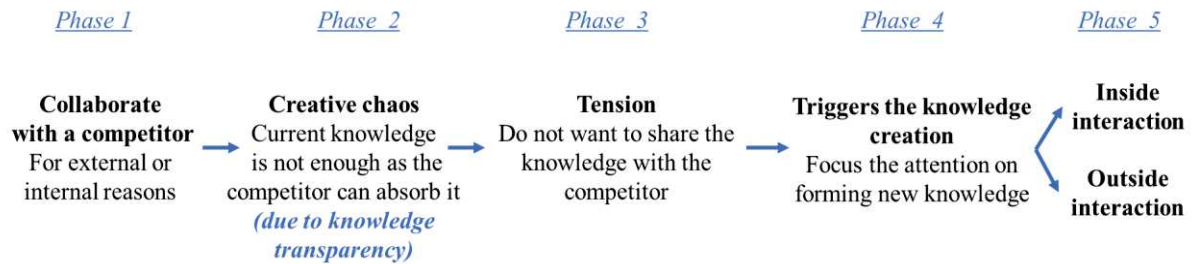 Phase 1
Phase 2
Phase 3
Phase 4
Phase 5
Collaborate
with a competitor
For external or
internal reasons
Creative chaos
Current knowledge
is not enough as the
competitor can absorb it
(due to knowledge
transparency)
Tension
Do not want to share the
knowledge with the
competitor
Triggers the knowledge
creation
Focus the attention on
forming new knowledge
Inside
interaction
Outside
interaction